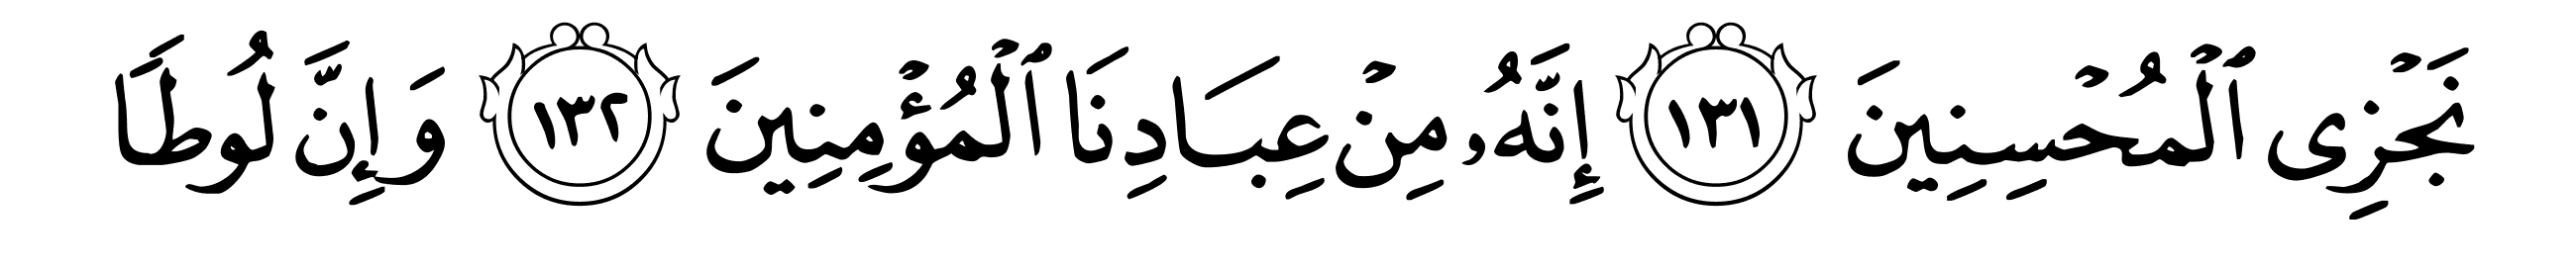 نَجۡزِى ٱلۡمُحۡسِنِينَ ١٣١ إِنَّهُۥ مِنۡ عِبَادِنَا ٱلۡمُؤۡمِنِينَ ١٣٢ وَإِنَّ لُوطًا